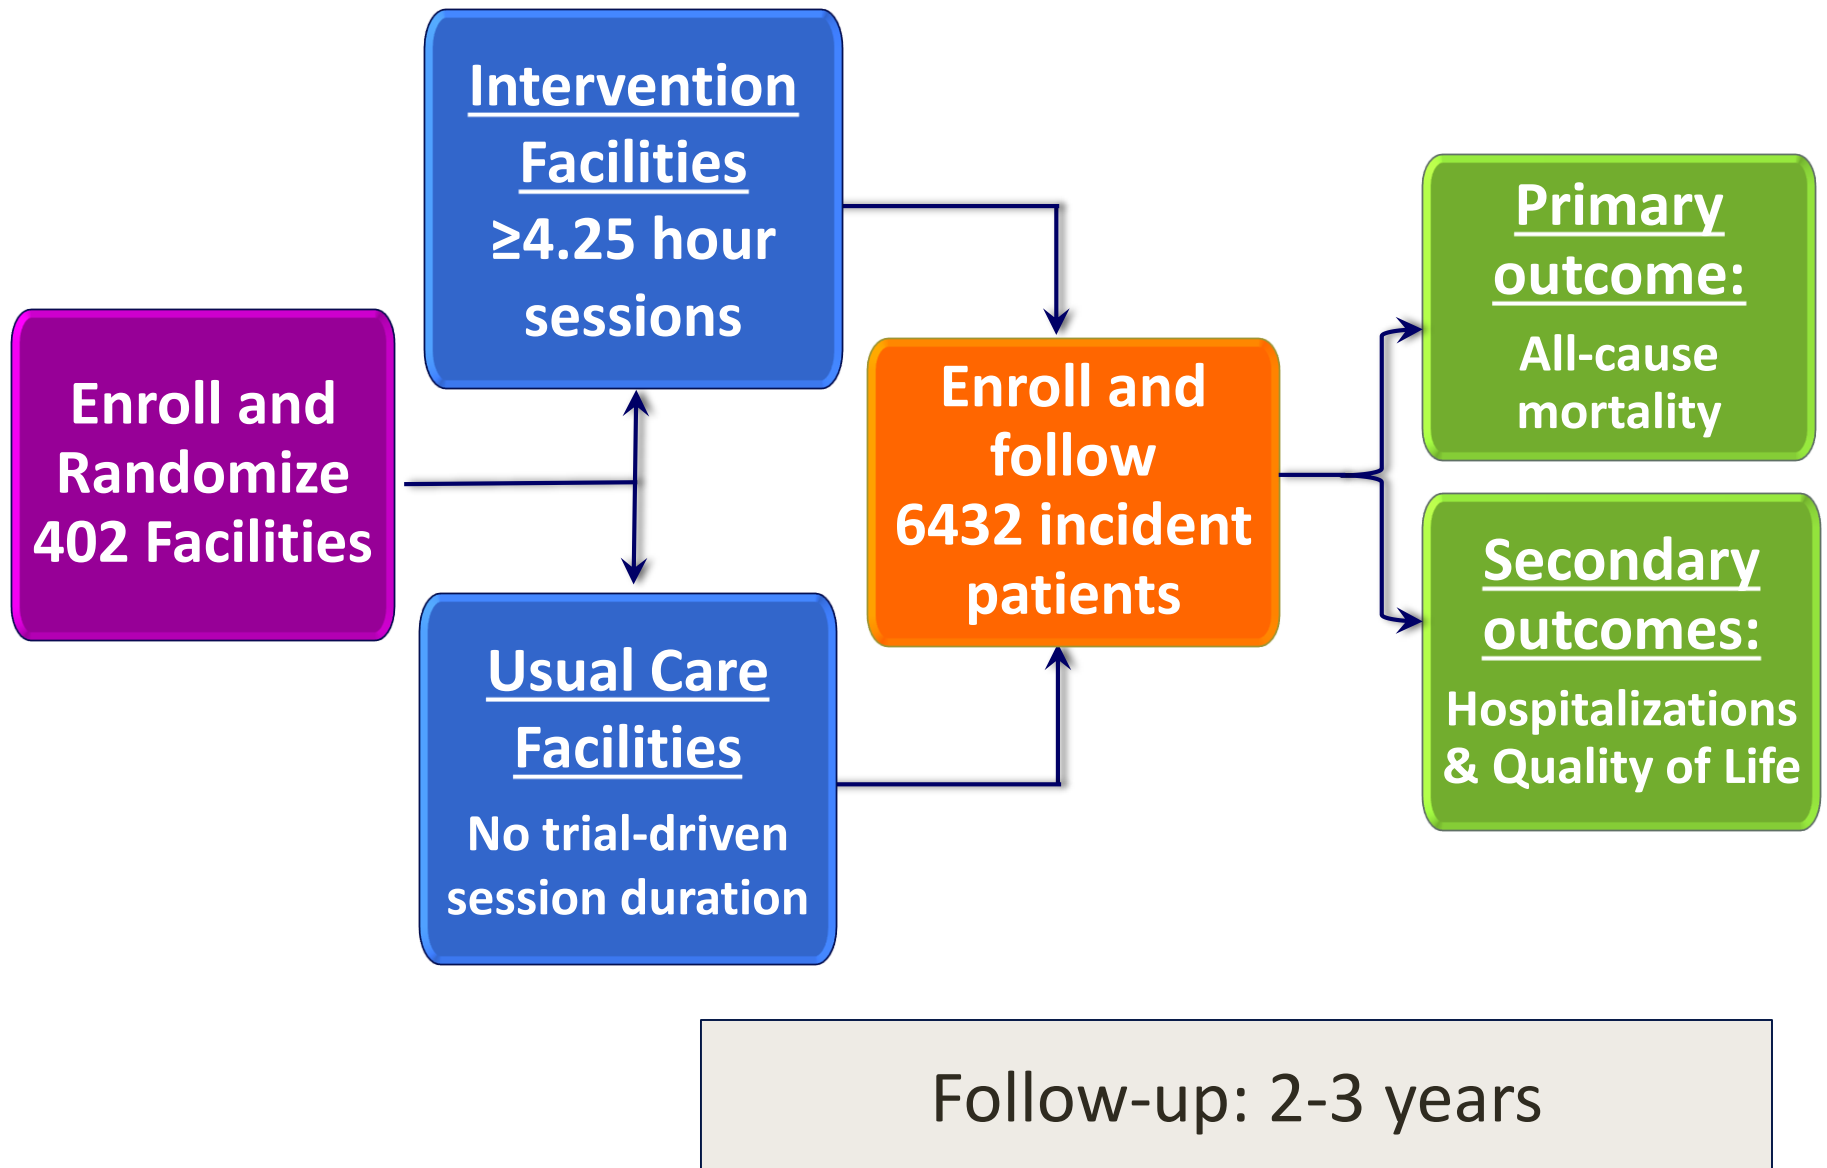 Enroll and
Randomize
402 Facilities
Intervention
Facilities
≥4.25 hour
sessions
Usual Care
Facilities
No trial-driven
session duration
Enroll and
follow
6432 incident
patients
Primary
outcome:
All-cause
mortality
Secondary
outcomes:
Hospitalizations
& Quality of Life
Follow-up: 2-3 years